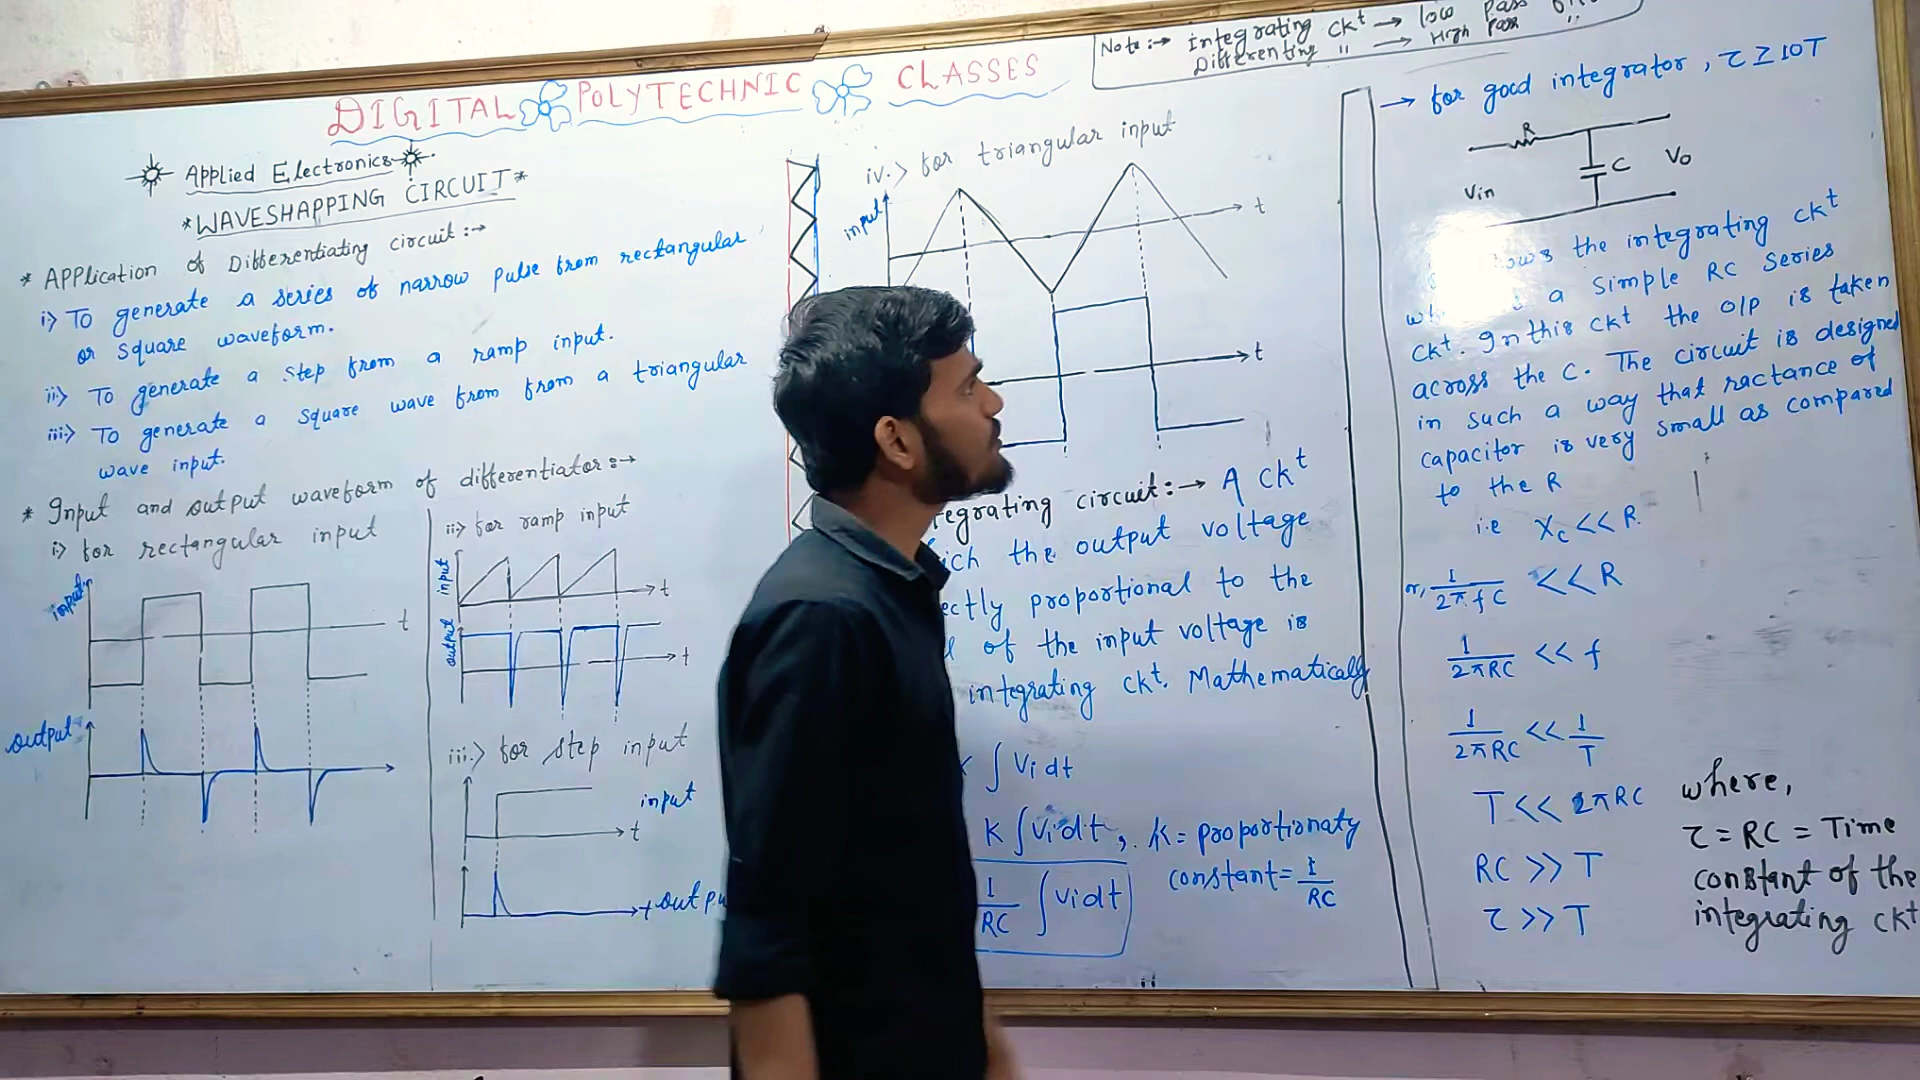 DIGITAL POLYTECHNIC CLASSES
Applied Electronics
*WAVESHAPPING CIRCUIT*
* APPlication of Differentiating circuit :→
i) To generate a series of narrow pulse from rectangular
or square waveform.
ii) To generate a step from a ramp input.
iii) To generate a square wave from from a triangular
wave input.
* Input and output waveform of differentiator :→
i) for rectangular input
input
t
output
ii) for ramp input
input
t
output
t
iii.) for step input
input
t
t output
Note :→ Integrating ckt → low pass
Differenting " → High pass "
iv.) for triangular input
input
t
t
tegrating circuit :→ A ckt
ich the output voltage
ectly proportional to the
l of the input voltage is
integrating ckt. Mathematically
∫ Vi dt
K ∫Vi dt, K = proportionaty
constant = 1/RC
1/RC ∫Vi dt
→ for good integrator, τ ≥ 10T
R
C
Vo
Vin
ows the integrating ckt
a simple RC series
ckt. In this ckt the o/p is taken
across the C. The circuit is designed
in such a way that ractance of
capacitor is very small as compared
to the R
i.e Xc << R.
or, 1/2πfC << R
1/2πRC << f
1/2πRC << 1/T
T << 2πRC
RC >> T
τ >> T
where,
τ = RC = Time
constant of the
integrating ckt